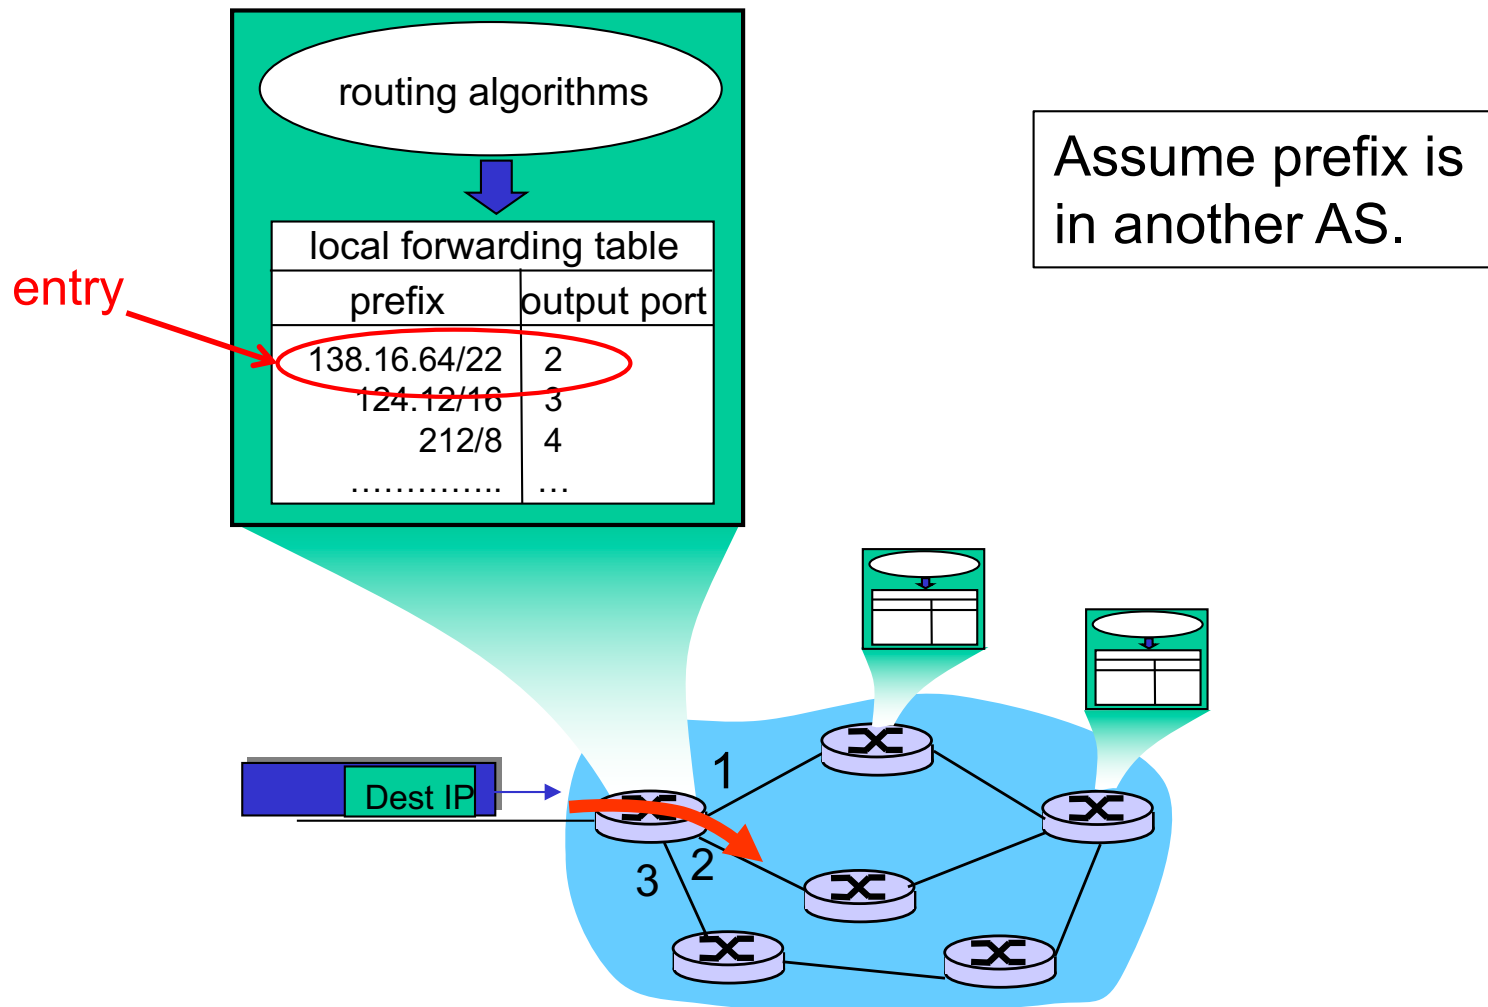 routing algorithms
local forwarding table
prefix output port
138.16.64/22 2
124.12/16 3
212/8 4
………….. …
entry
Assume prefix is
in another AS.
Dest IP
1
2
3